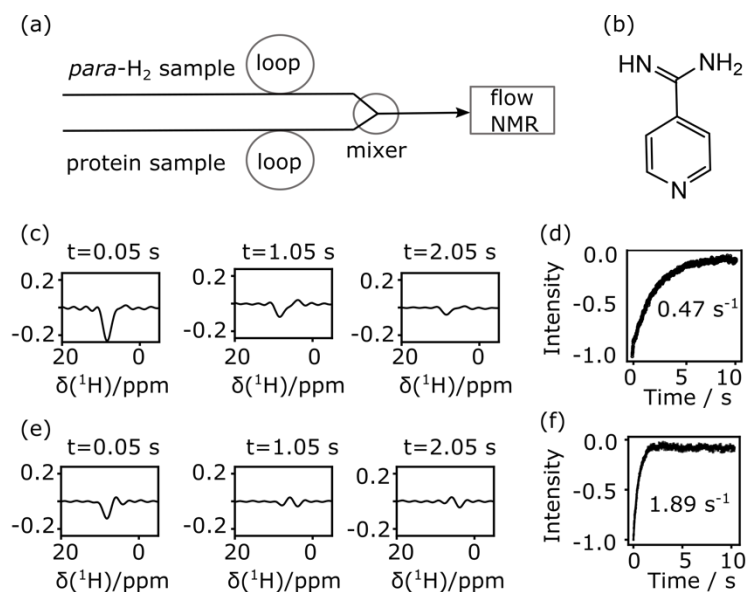 (a)
para-H₂ sample
loop
protein sample
loop
mixer
flow
NMR
(b)
HN NH₂
N
(c)
t=0.05 s t=1.05 s t=2.05 s
0.2 0.2 0.2
-0.2 -0.2 -0.2
20 0 20 0 20 0
δ(¹H)/ppm δ(¹H)/ppm δ(¹H)/ppm
(d)
Intensity
0.0
-0.5
-1.0
0.47 s⁻¹
0 5 10
Time / s
(e)
t=0.05 s t=1.05 s t=2.05 s
0.2 0.2 0.2
-0.2 -0.2 -0.2
20 0 20 0 20 0
δ(¹H)/ppm δ(¹H)/ppm δ(¹H)/ppm
(f)
Intensity
0.0
-0.5
-1.0
1.89 s⁻¹
0 5 10
Time / s